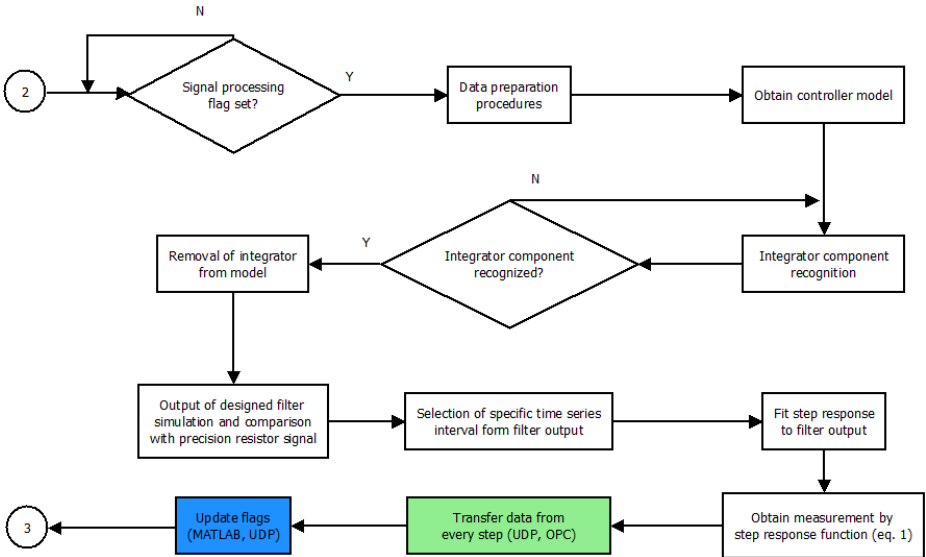 N
2
Signal processing
flag set?
Y
Data preparation
procedures
Obtain controller model
N
Removal of integrator
from model
Y
Integrator component
recognized?
Integrator component
recognition
Output of designed filter
simulation and comparison
with precision resistor signal
Selection of specific time series
interval form filter output
Fit step response
to filter output
3
Update flags
(MATLAB, UDP)
Transfer data from
every step (UDP, OPC)
Obtain measurement by
step response function (eq. 1)